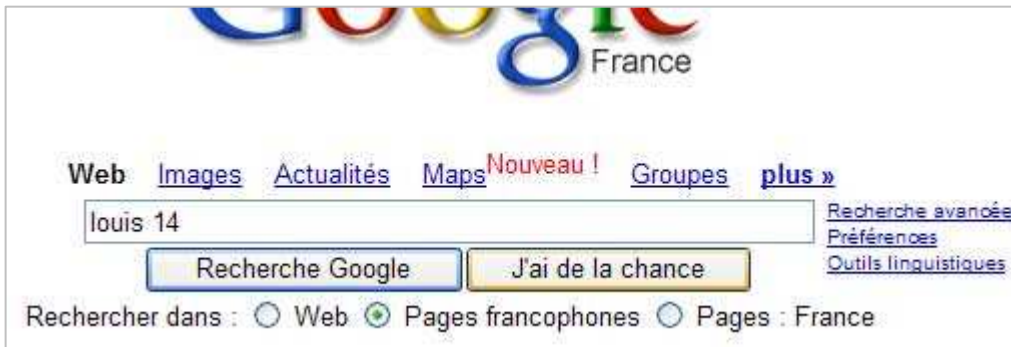 Google
France
Web Images Actualités Maps Nouveau ! Groupes plus »
louis 14
Recherche avancée
Préférences
Outils linguistiques
Recherche Google J'ai de la chance
Rechercher dans : Web Pages francophones Pages : France